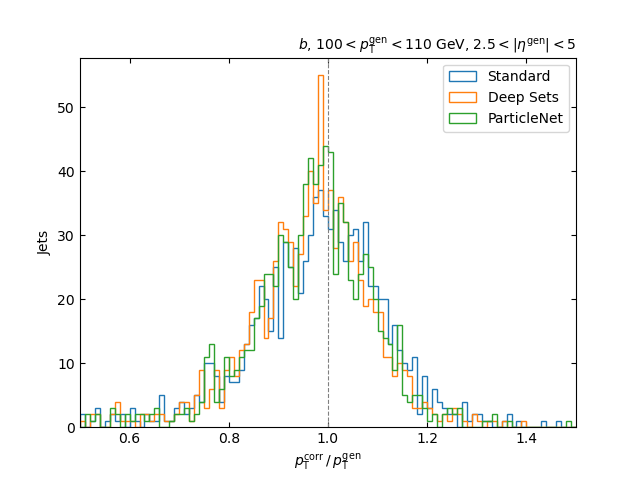 b, 100 < p_T^gen < 110 GeV, 2.5 < |η^gen| < 5
Standard
Deep Sets
ParticleNet
Jets
50
40
30
20
10
0
0.6 0.8 1.0 1.2 1.4
p_T^corr / p_T^gen